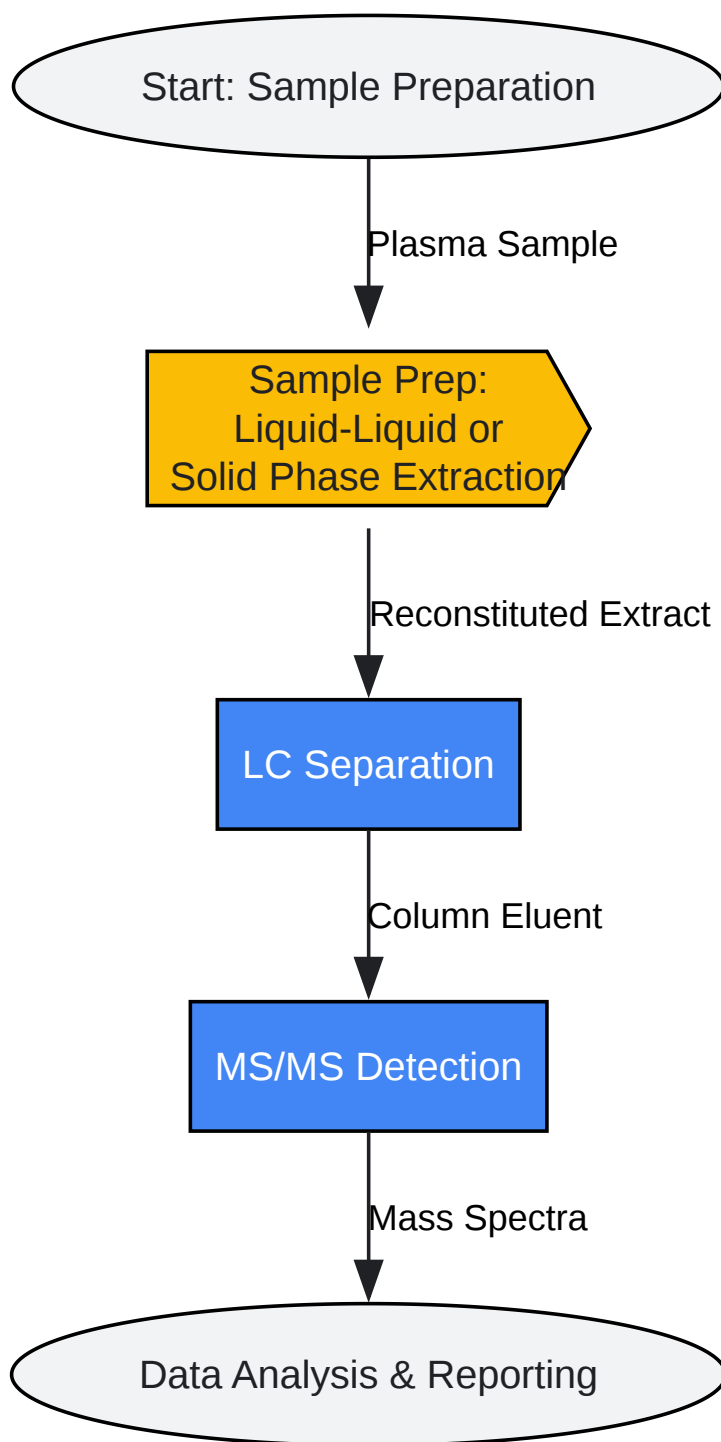 Start: Sample Preparation
Plasma Sample
Sample Prep:
Liquid-Liquid or
Solid Phase Extraction
Reconstituted Extract
LC Separation
Column Eluent
MS/MS Detection
Mass Spectra
Data Analysis & Reporting